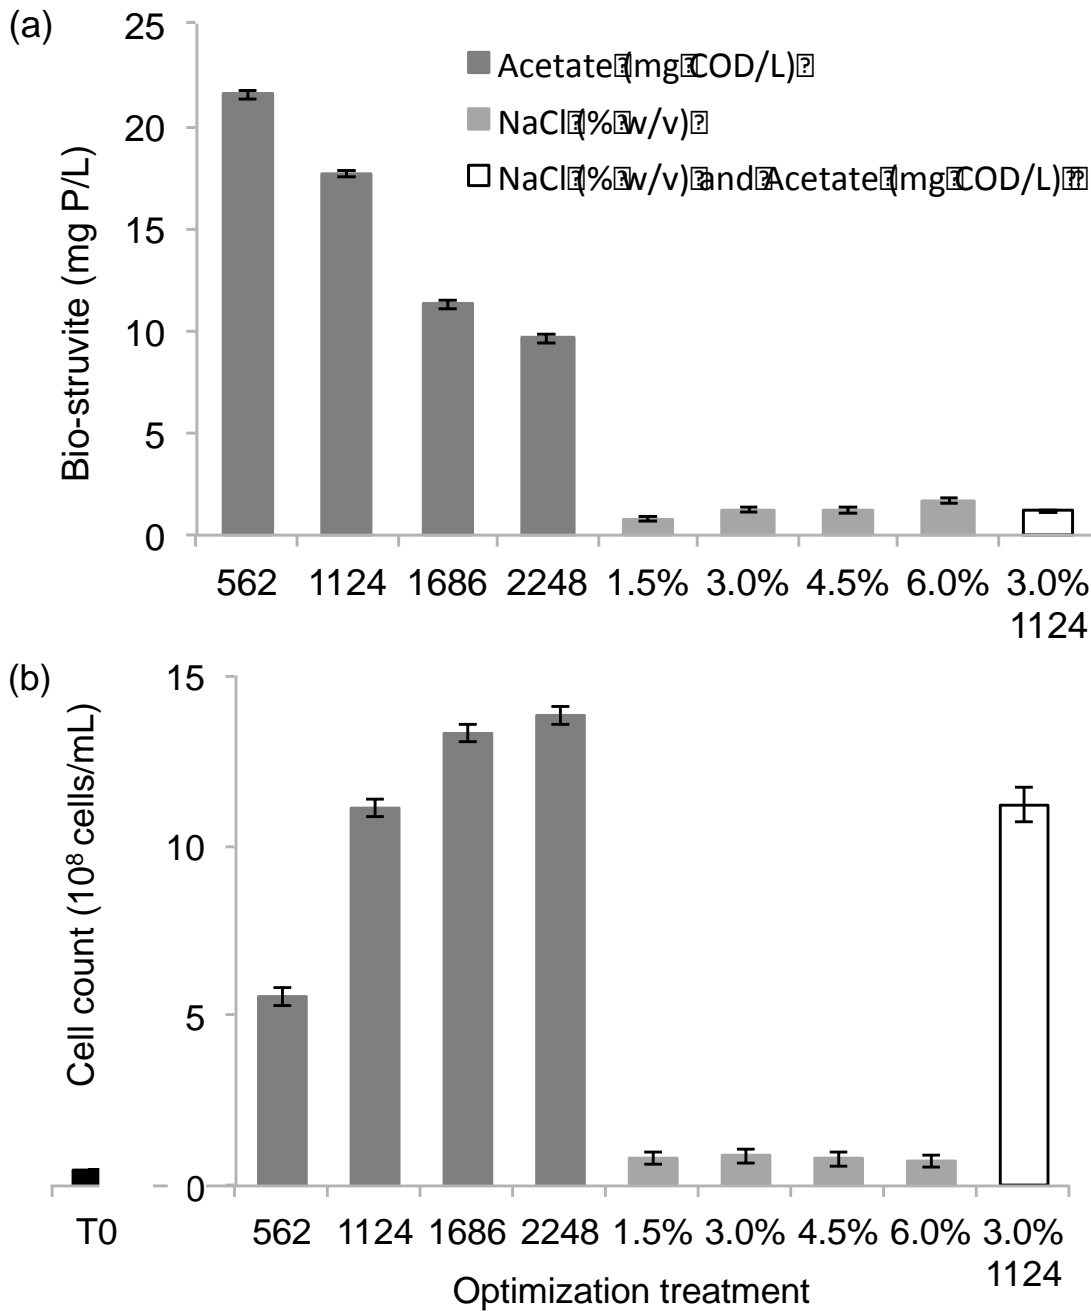 (a)
25
20
15
10
5
0
Bio-struvite (mg P/L)
Acetate (mg COD/L)
NaCl (% w/v)
NaCl (% w/v) and Acetate (mg COD/L)
562 1124 1686 2248 1.5% 3.0% 4.5% 6.0% 3.0%
1124
(b)
15
10
5
0
Cell count (10⁸ cells/mL)
T0 562 1124 1686 2248 1.5% 3.0% 4.5% 6.0% 3.0%
1124
Optimization treatment